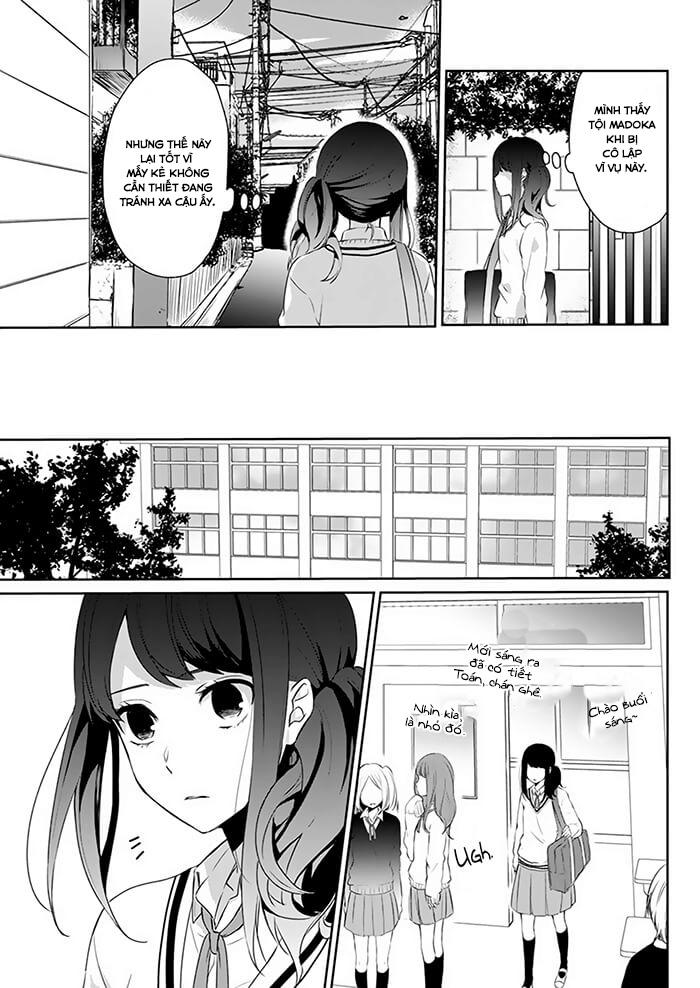 MÌNH THẤY
TỘI MADOKA
KHI BỊ
CÔ LẬP
VÌ VỤ NÀY.
NHƯNG THẾ NÀY
LẠI TỐT VÌ
MẤY KẺ KHÔNG
CẦN THIẾT ĐANG
TRÁNH XA CẬU ẤY.
Chào buổi
sáng~
Mới sáng ra
đã có tiết
Toán, chán ghê.
Nhìn kìa,
là nhỏ đó.
Ugh.